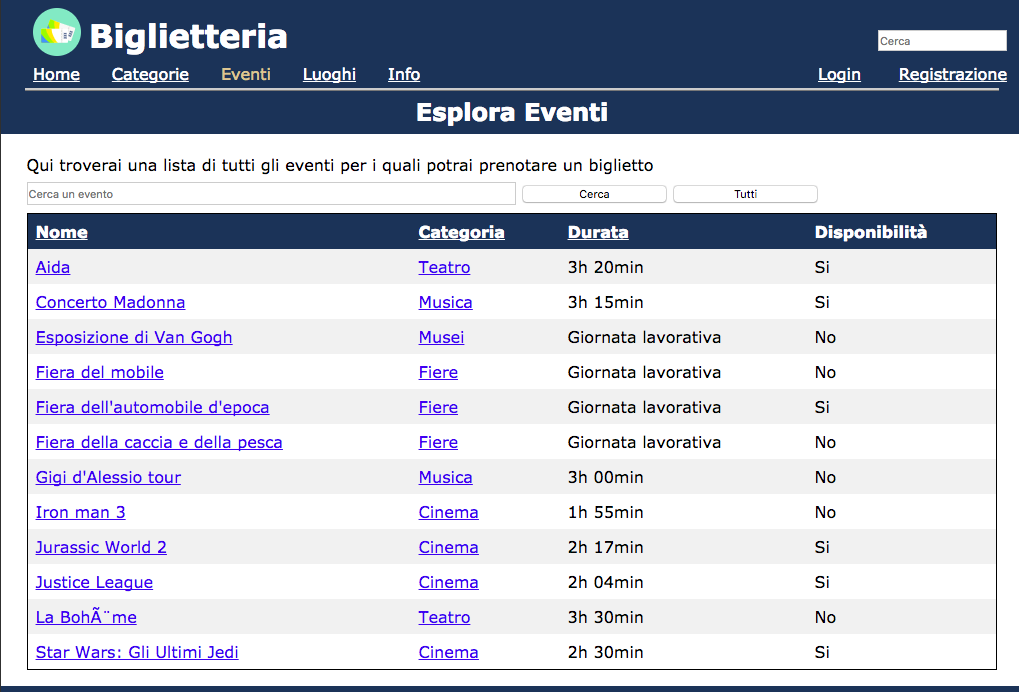 Biglietteria
Cerca
Home Categorie Eventi Luoghi Info Login Registrazione
Esplora Eventi
Qui troverai una lista di tutti gli eventi per i quali potrai prenotare un biglietto
Cerca un evento Cerca Tutti
Nome Categoria Durata Disponibilità
Aida Teatro 3h 20min Si
Concerto Madonna Musica 3h 15min Si
Esposizione di Van Gogh Musei Giornata lavorativa No
Fiera del mobile Fiere Giornata lavorativa No
Fiera dell'automobile d'epoca Fiere Giornata lavorativa Si
Fiera della caccia e della pesca Fiere Giornata lavorativa No
Gigi d'Alessio tour Musica 3h 00min No
Iron man 3 Cinema 1h 55min No
Jurassic World 2 Cinema 2h 17min Si
Justice League Cinema 2h 04min Si
La BohÃ¨me Teatro 3h 30min No
Star Wars: Gli Ultimi Jedi Cinema 2h 30min Si